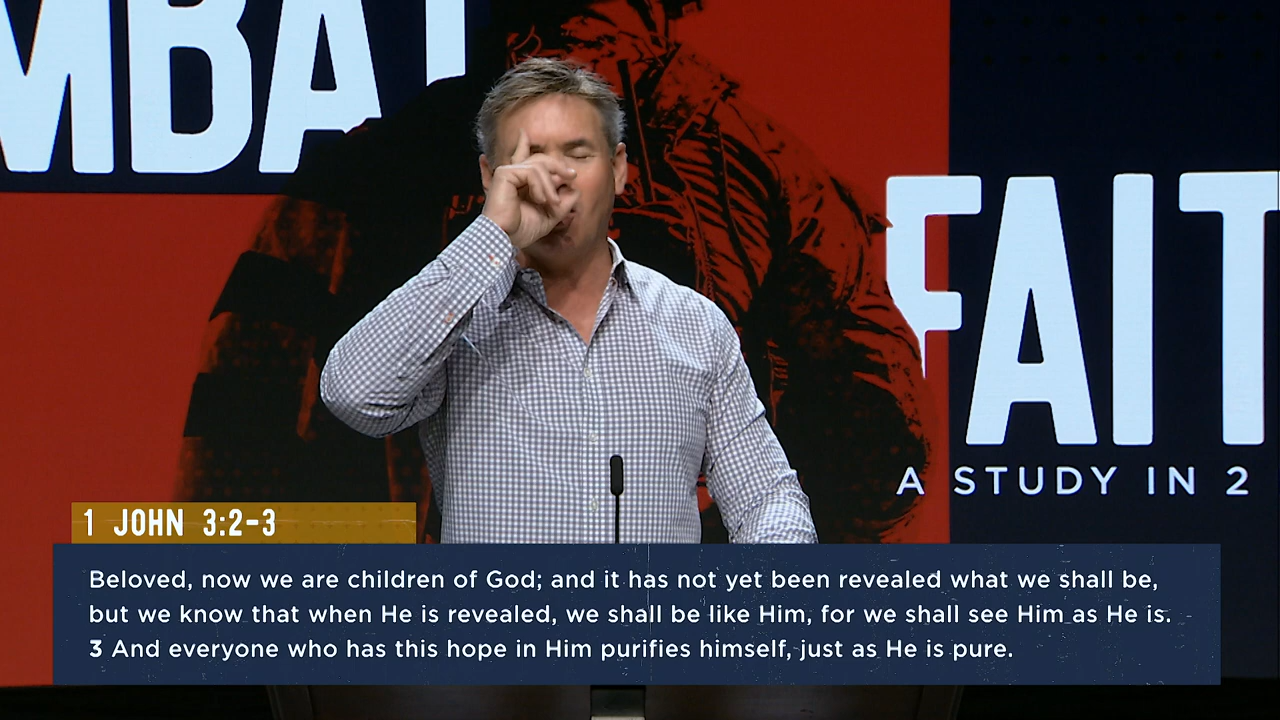 MBAT
FAIT
A STUDY IN 2
1 JOHN 3:2-3
Beloved, now we are children of God; and it has not yet been revealed what we shall be,
but we know that when He is revealed, we shall be like Him, for we shall see Him as He is.
3 And everyone who has this hope in Him purifies himself, just as He is pure.